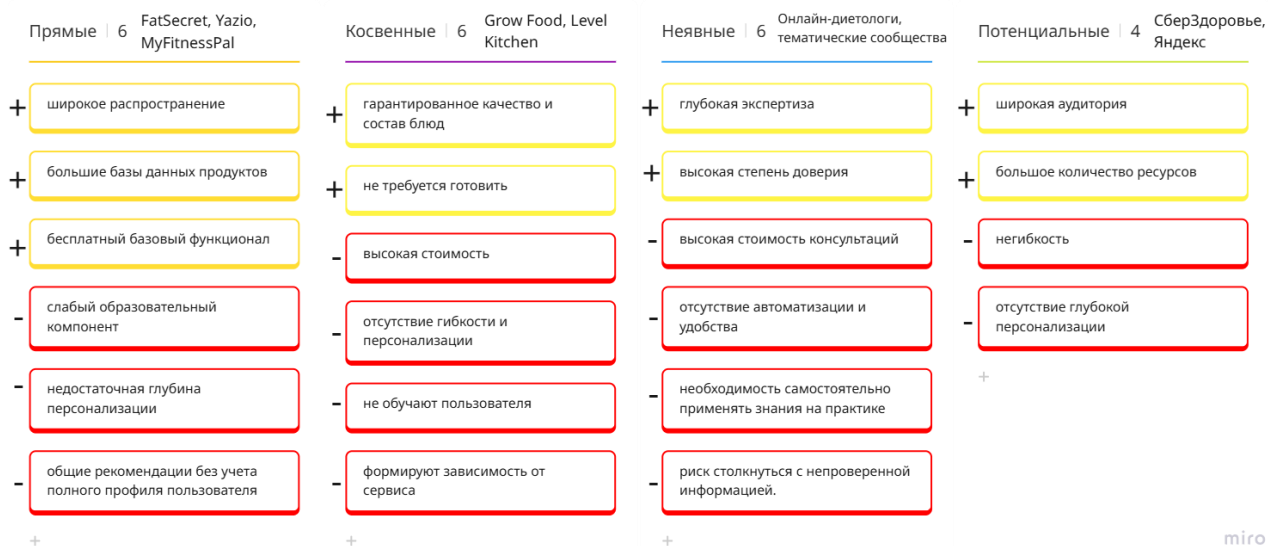 Прямые | 6
FatSecret, Yazio,
MyFitnessPal
+
широкое распространение
+
большие базы данных продуктов
+
бесплатный базовый функционал
-
слабый образовательный
компонент
-
недостаточная глубина
персонализации
-
общие рекомендации без учета
полного профиля пользователя
+
Косвенные | 6
Grow Food, Level
Kitchen
+
гарантированное качество и
состав блюд
+
не требуется готовить
-
высокая стоимость
-
отсутствие гибкости и
персонализации
-
не обучают пользователя
-
формируют зависимость от
сервиса
+
Неявные | 6
Онлайн-диетологи,
тематические сообщества
+
глубокая экспертиза
+
высокая степень доверия
-
высокая стоимость консультаций
-
отсутствие автоматизации и
удобства
-
необходимость самостоятельно
применять знания на практике
-
риск столкнуться с непроверенной
информацией.
+
Потенциальные | 4
СберЗдоровье,
Яндекс
+
широкая аудитория
+
большое количество ресурсов
-
негибкость
-
отсутствие глубокой
персонализации
+
miro